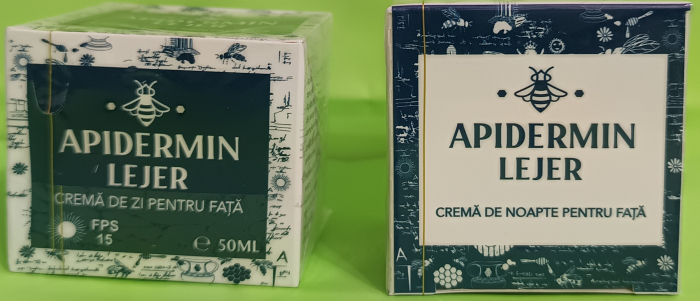 APIDERMIN
LEJER
CREMĂ DE ZI PENTRU FAȚĂ
FPS
15
℮ 50ML
APIDERMIN
LEJER
CREMĂ DE NOAPTE PENTRU FAȚĂ